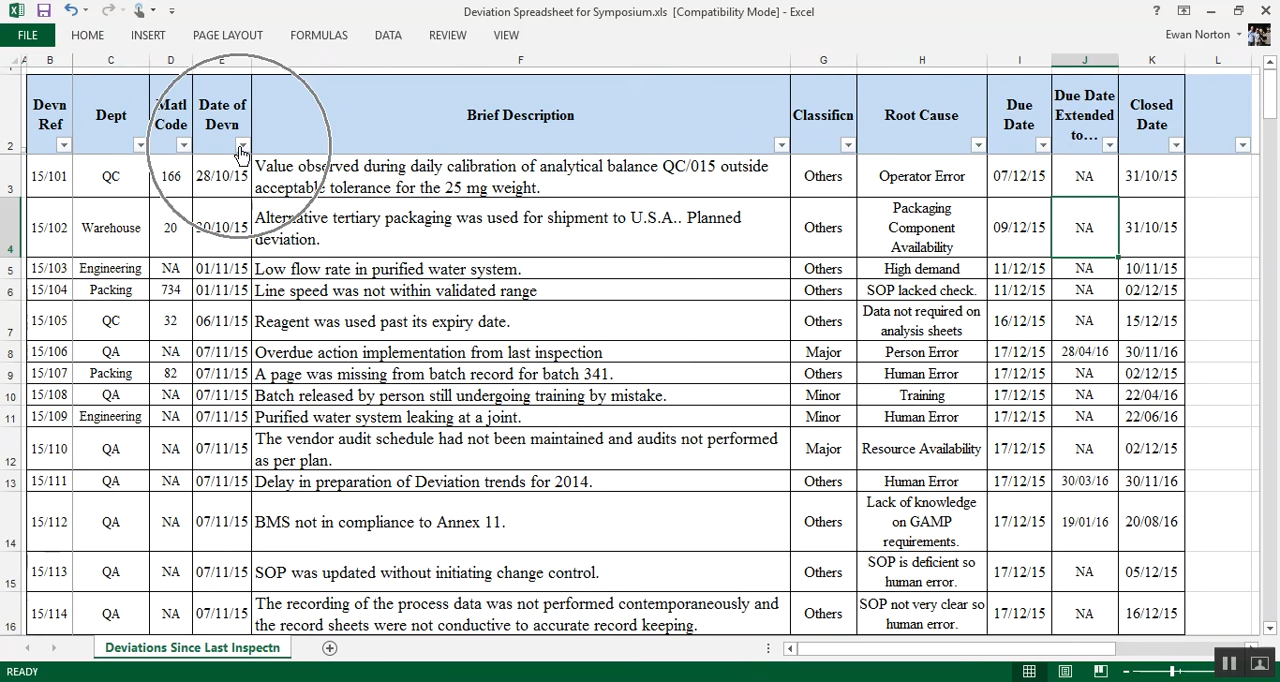 Deviation Spreadsheet for Symposium.xls [Compatibility Mode] - Excel
FILE HOME INSERT PAGE LAYOUT FORMULAS DATA REVIEW VIEW Ewan Norton
A B C D E F G H I J K L
2
Devn Ref Dept Matl Code Date of Devn Brief Description Classificn Root Cause Due Date Due Date Extended to… Closed Date
3 15/101 QC 166 28/10/15 Value observed during daily calibration of analytical balance QC/015 outside
acceptable tolerance for the 25 mg weight. Others Operator Error 07/12/15 NA 31/10/15
4 15/102 Warehouse 20 30/10/15 Alternative tertiary packaging was used for shipment to U.S.A.. Planned
deviation. Others Packaging Component Availability 09/12/15 NA 31/10/15
5 15/103 Engineering NA 01/11/15 Low flow rate in purified water system. Others High demand 11/12/15 NA 10/11/15
6 15/104 Packing 734 01/11/15 Line speed was not within validated range Others SOP lacked check. 11/12/15 NA 02/12/15
7 15/105 QC 32 06/11/15 Reagent was used past its expiry date. Others Data not required on analysis sheets 16/12/15 NA 15/12/15
8 15/106 QA NA 07/11/15 Overdue action implementation from last inspection Major Person Error 17/12/15 28/04/16 30/11/16
9 15/107 Packing 82 07/11/15 A page was missing from batch record for batch 341. Others Human Error 17/12/15 NA 02/12/15
10 15/108 QA NA 07/11/15 Batch released by person still undergoing training by mistake. Minor Training 17/12/15 NA 22/04/16
11 15/109 Engineering NA 07/11/15 Purified water system leaking at a joint. Minor Human Error 17/12/15 NA 22/06/16
12 15/110 QA NA 07/11/15 The vendor audit schedule had not been maintained and audits not performed
as per plan. Major Resource Availability 17/12/15 NA 02/12/15
13 15/111 QA NA 07/11/15 Delay in preparation of Deviation trends for 2014. Others Human Error 17/12/15 30/03/16 30/11/16
14 15/112 QA NA 07/11/15 BMS not in compliance to Annex 11. Others Lack of knowledge on GAMP requirements. 17/12/15 19/01/16 20/08/16
15 15/113 QA NA 07/11/15 SOP was updated without initiating change control. Others SOP is deficient so human error. 17/12/15 NA 05/12/15
16 15/114 QA NA 07/11/15 The recording of the process data was not performed contemporaneously and
the record sheets were not conductive to accurate record keeping. Others SOP not very clear so human error. 17/12/15 NA 16/12/15
Deviations Since Last Inspectn
READY